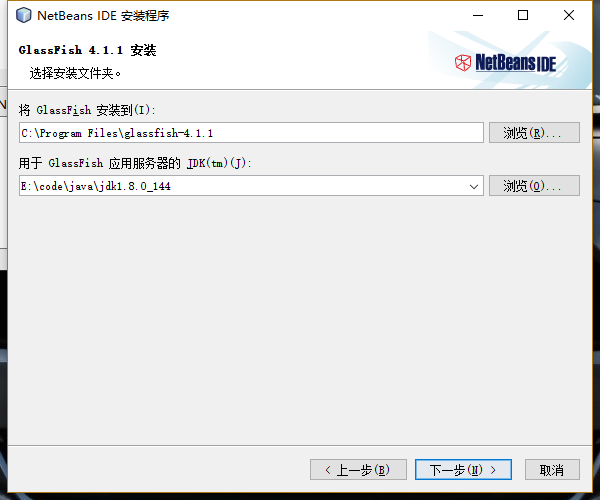 NetBeans IDE 安装程序
GlassFish 4.1.1 安装
选择安装文件夹。
NetBeans IDE
N
将 GlassFish 安装到(I):
C:\Program Files\glassfish-4.1.1
浏览(R)...
用于 GlassFish 应用服务器的 JDK(tm)(J):
E:\code\java\jdk1.8.0_144
浏览(O)...
< 上一步(B)
下一步(N) >
取消